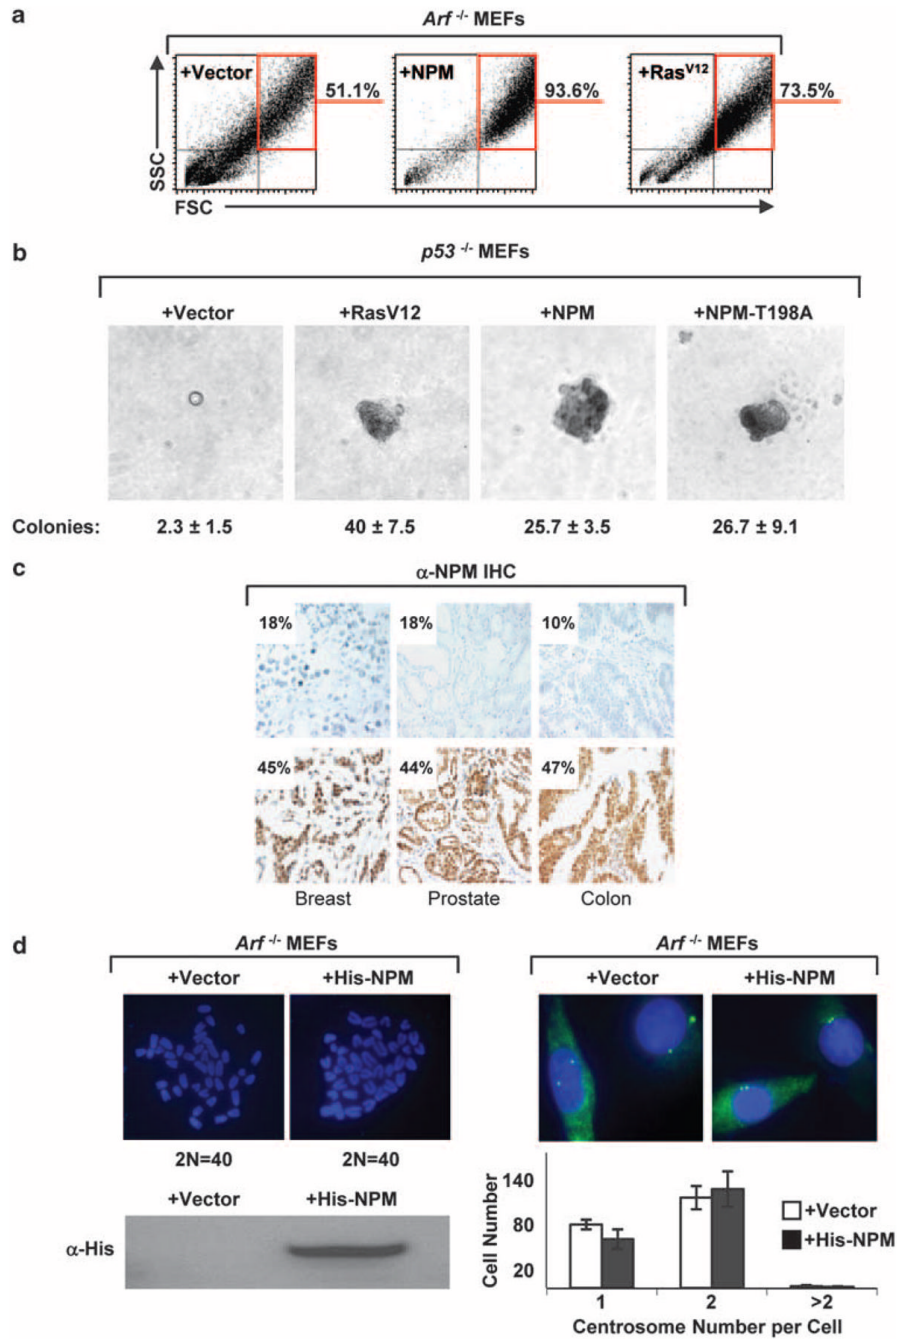 a
Arf -/- MEFs
+Vector
+NPM
+RasV12
51.1%
93.6%
73.5%
SSC
FSC
b
p53 -/- MEFs
+Vector +RasV12 +NPM +NPM-T198A
Colonies: 2.3 ± 1.5 40 ± 7.5 25.7 ± 3.5 26.7 ± 9.1
c
α-NPM IHC
18% 18% 10%
45% 44% 47%
Breast Prostate Colon
d
Arf -/- MEFs
+Vector +His-NPM
2N=40 2N=40
+Vector +His-NPM
α-His
Arf -/- MEFs
+Vector +His-NPM
Cell Number
140
80
20
+Vector
+His-NPM
1 2 >2
Centrosome Number per Cell